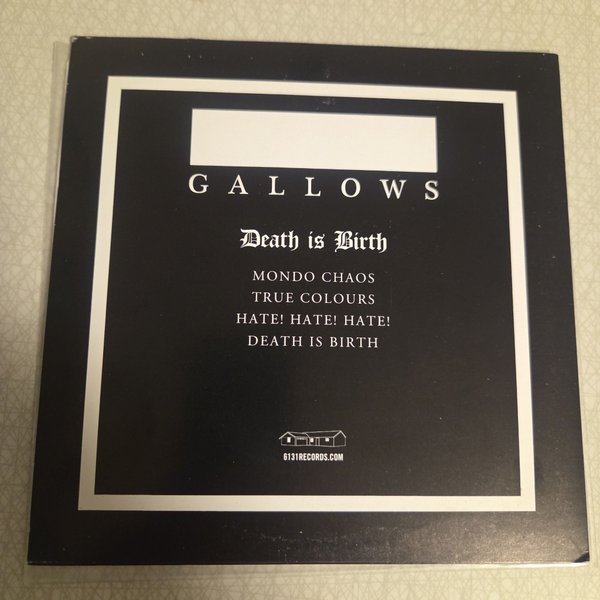 GALLOWS
Death is Birth
MONDO CHAOS
TRUE COLOURS
HATE! HATE! HATE!
DEATH IS BIRTH
6131RECORDS.COM